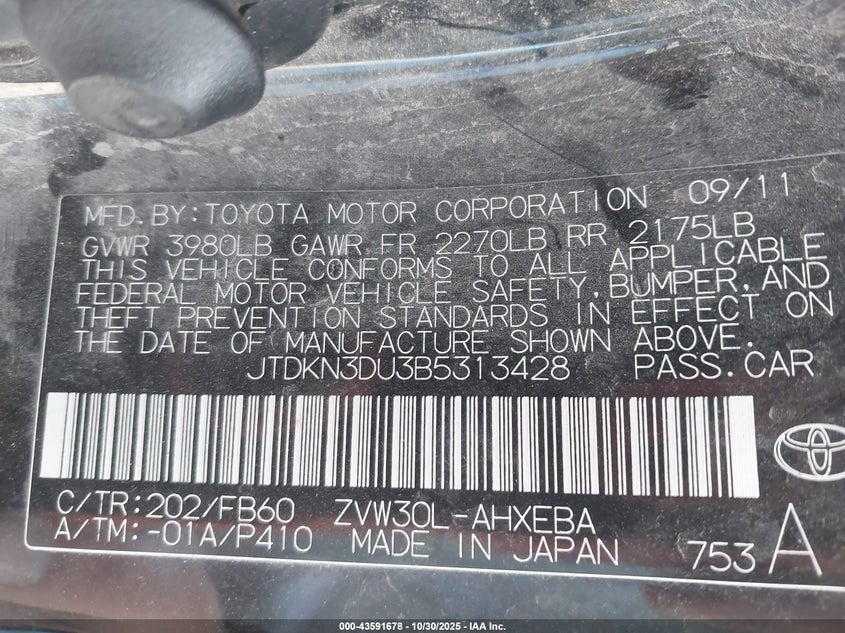 MFD.BY:TOYOTA MOTOR CORPORATION 09/11
GVWR 3980LB GAWR FR 2270LB RR 2175LB
THIS VEHICLE CONFORMS TO ALL APPLICABLE
FEDERAL MOTOR VEHICLE SAFETY,BUMPER,AND
THEFT PREVENTION STANDARDS IN EFFECT ON
THE DATE OF MANUFACTURE SHOWN ABOVE.
JTDKN3DU3B5313428 PASS.CAR
C/TR:202/FB60 ZVW30L-AHXEBA
A/TM:-01A/P410 MADE IN JAPAN 753 A
000-43591678 - 10/30/2025 - IAA Inc.